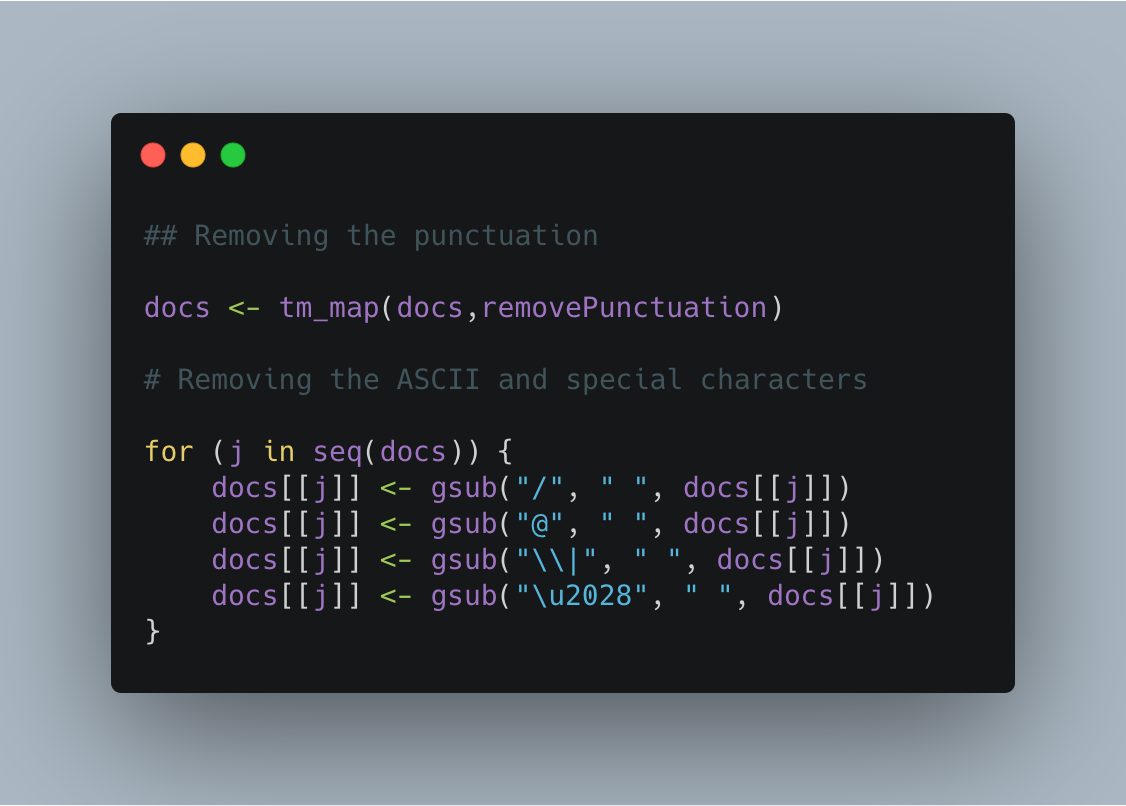 ## Removing the punctuation
docs <- tm_map(docs,removePunctuation)
# Removing the ASCII and special characters
for (j in seq(docs)) {
    docs[[j]] <- gsub("/", " ", docs[[j]])
    docs[[j]] <- gsub("@", " ", docs[[j]])
    docs[[j]] <- gsub("\\|", " ", docs[[j]])
    docs[[j]] <- gsub("\u2028", " ", docs[[j]])
}